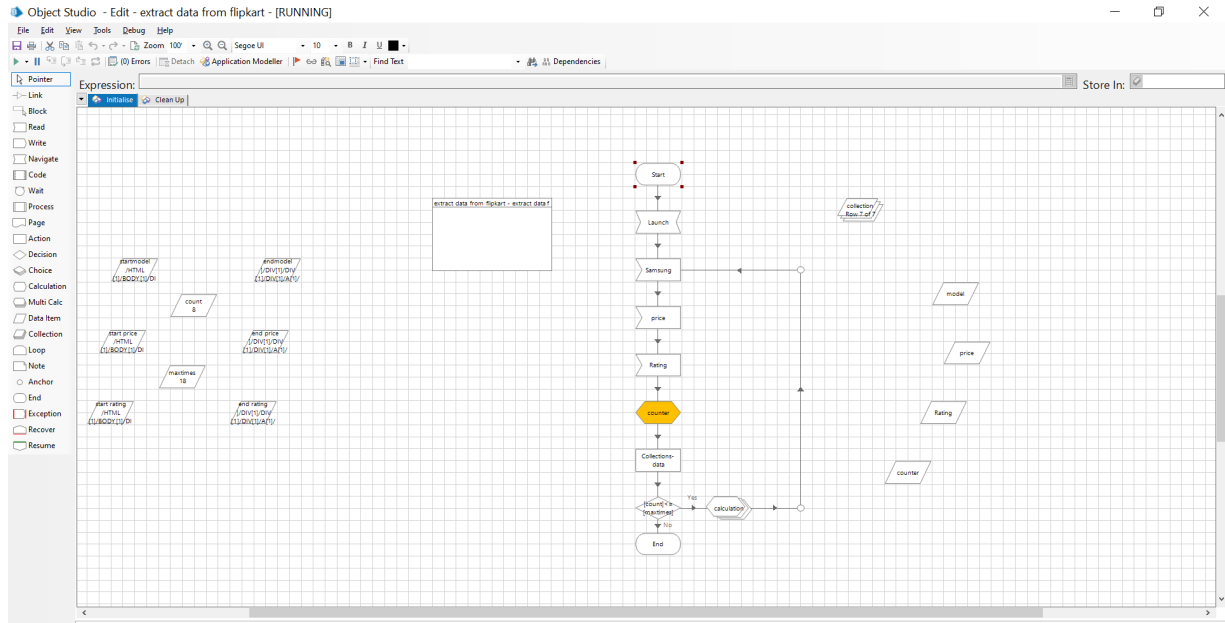 Object Studio - Edit - extract data from flipkart - [RUNNING]
File Edit View Tools Debug Help
Zoom 100' Segoe UI 10 B I U
(0) Errors Detach Application Modeller Find Text Dependencies
Pointer
Expression: Store In:
Link
Initialise Clean Up
Block
Read
Write
Navigate
Code
Wait
Process
Page
Action
Decision
Choice
Calculation
Multi Calc
Data Item
Collection
Loop
Note
Anchor
End
Exception
Recover
Resume
startmodel
/HTML
[1]/BODY[1]/DI
endmodel
[/DIV[1]/DIV
[1]/DIV[1]/A[1]/
count
8
start price
/HTML
[1]/BODY[1]/DI
end price
[/DIV[1]/DIV
[1]/DIV[1]/A[1]/
maxtimes
18
start rating
/HTML
[1]/BODY[1]/DI
end rating
[/DIV[1]/DIV
[1]/DIV[1]/A[1]/
extract data from flipkart - extract data f
Start
Launch
Samsung
price
Rating
counter
Collections-
data
[count]<=
[maxtimes]
Yes
calculation
No
End
collection
Row 7 of 7
model
price
Rating
counter